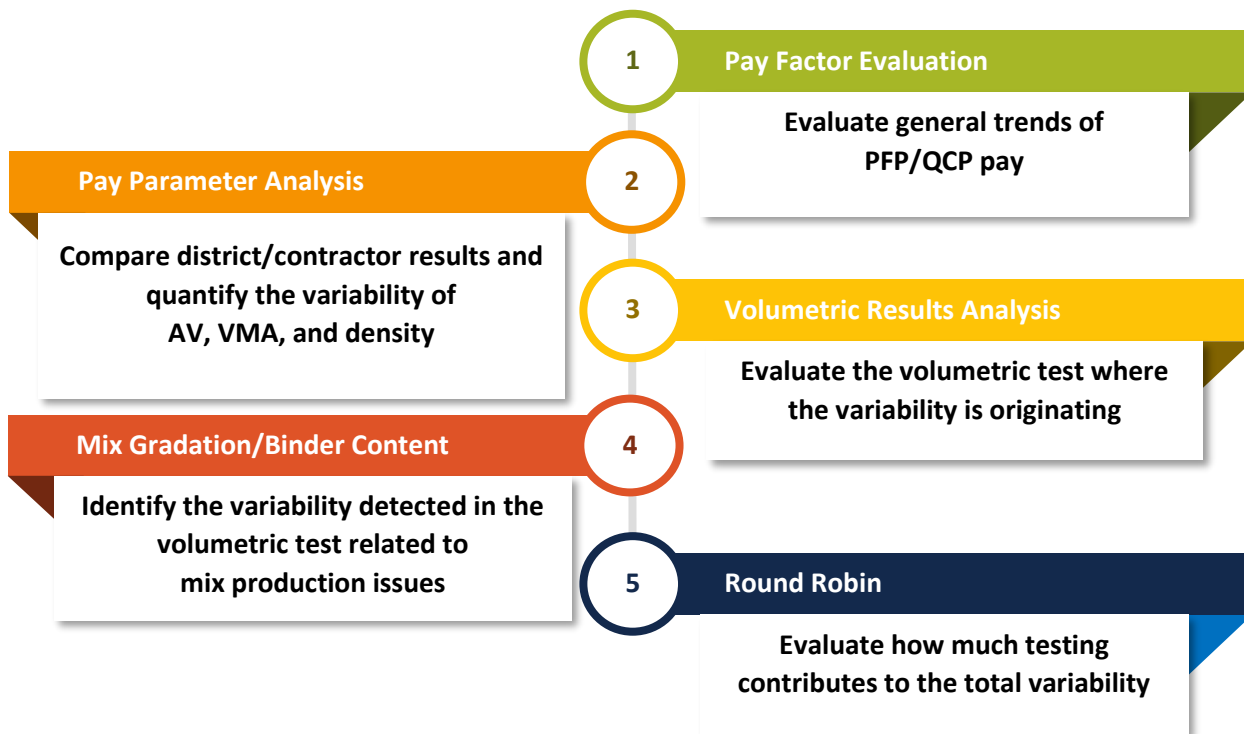 1
Pay Factor Evaluation
Evaluate general trends of
PFP/QCP pay
2
Pay Parameter Analysis
Compare district/contractor results and
quantify the variability of
AV, VMA, and density
3
Volumetric Results Analysis
Evaluate the volumetric test where
the variability is originating
4
Mix Gradation/Binder Content
Identify the variability detected in the
volumetric test related to
mix production issues
5
Round Robin
Evaluate how much testing
contributes to the total variability